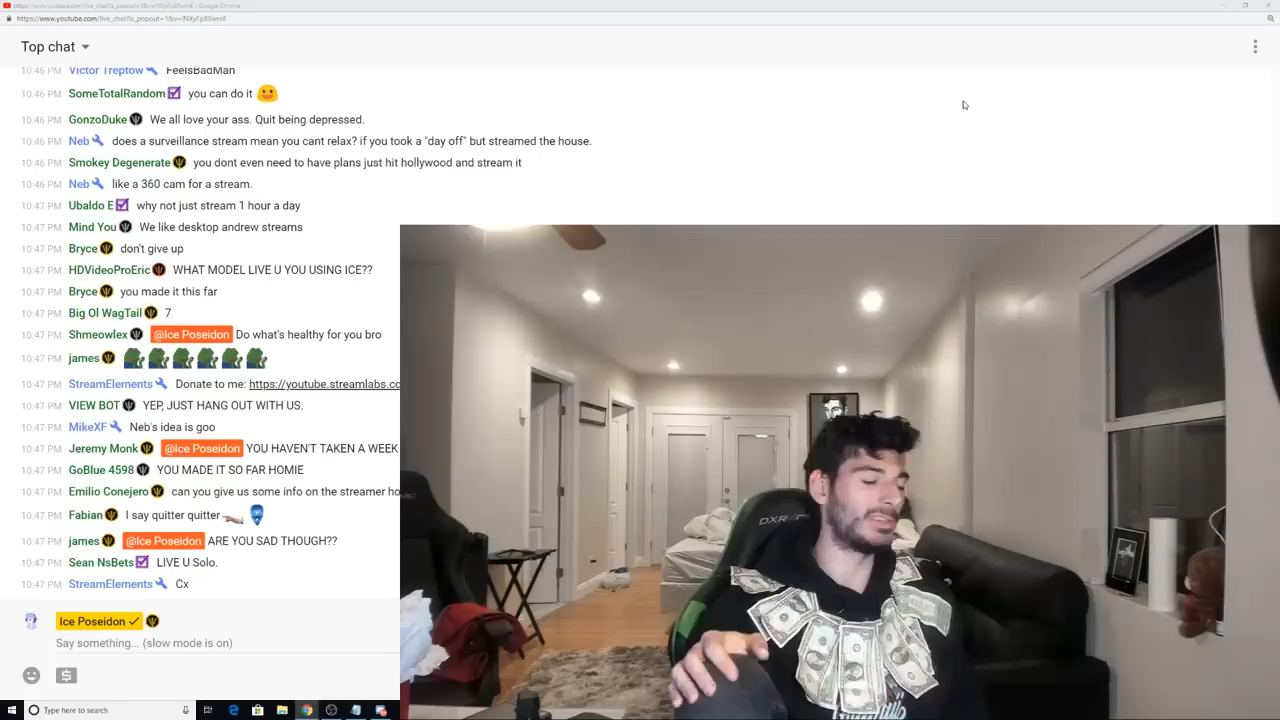 https://www.youtube.com/live_chat?is_popout=1&v=
Top chat
10:46 PM Victor Treptow FeelsBadMan
10:46 PM SomeTotalRandom you can do it
10:46 PM GonzoDuke We all love your ass. Quit being depressed.
10:46 PM Neb does a surveillance stream mean you cant relax? if you took a "day off" but streamed the house.
10:46 PM Smokey Degenerate you dont even need to have plans just hit hollywood and stream it
10:46 PM Neb like a 360 cam for a stream.
10:47 PM Ubaldo E why not just stream 1 hour a day
10:47 PM Mind You We like desktop andrew streams
10:47 PM Bryce don't give up
10:47 PM HDVideoProEric WHAT MODEL LIVE U YOU USING ICE??
10:47 PM Bryce you made it this far
10:47 PM Big Ol WagTail 7
10:47 PM Shmeowlex @Ice Poseidon Do what's healthy for you bro
10:47 PM james
10:47 PM StreamElements Donate to me: https://youtube.streamlabs.co
10:47 PM VIEW BOT YEP, JUST HANG OUT WITH US.
10:47 PM MikeXF Neb's idea is goo
10:47 PM Jeremy Monk @Ice Poseidon YOU HAVEN'T TAKEN A WEEK
10:47 PM GoBlue 4598 YOU MADE IT SO FAR HOMIE
10:47 PM Emilio Conejero can you give us some info on the streamer ho
10:47 PM Fabian I say quitter quitter
10:47 PM james @Ice Poseidon ARE YOU SAD THOUGH??
10:47 PM Sean NsBets LIVE U Solo.
10:47 PM StreamElements Cx
Ice Poseidon
Say something... (slow mode is on)
Type here to search